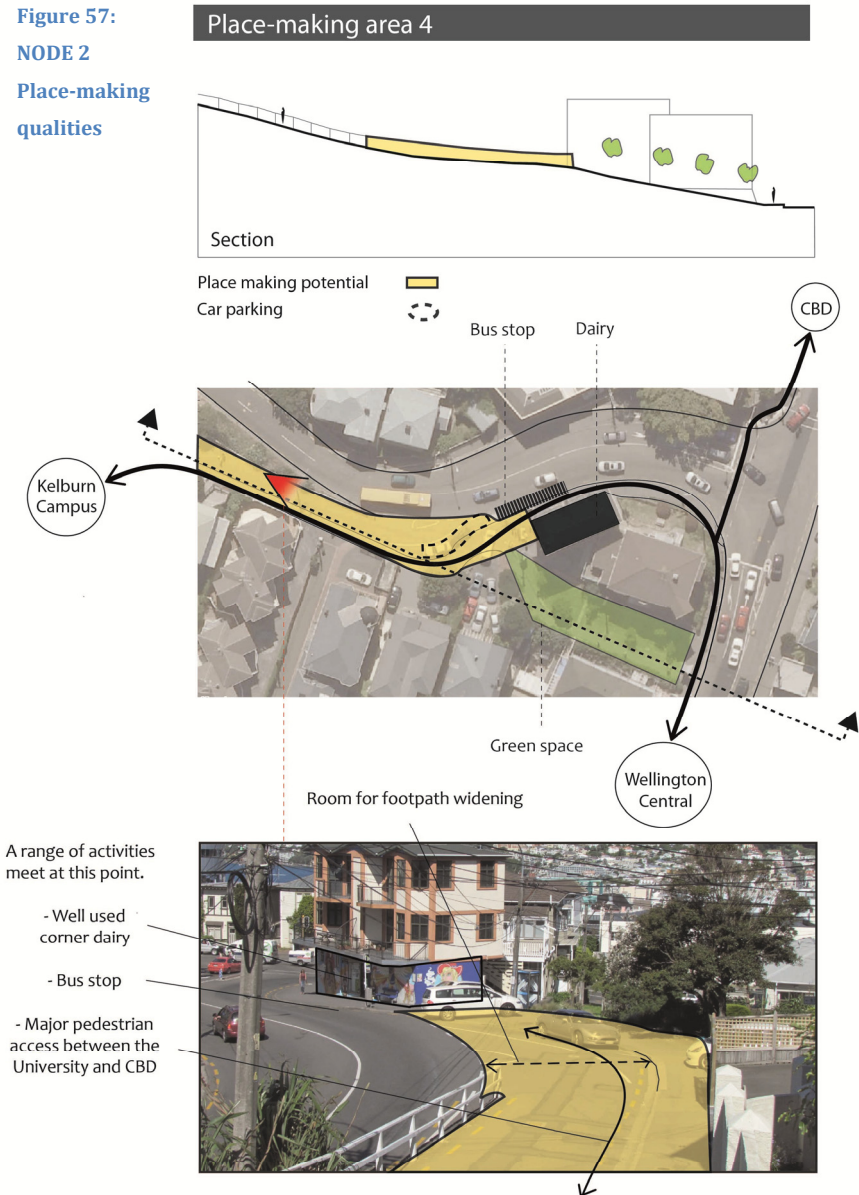 Figure 57:
NODE 2
Place-making
qualities
Place-making area 4
Section
Place making potential
Car parking
CBD
Bus stop
Dairy
Kelburn
Campus
Green space
Wellington
Central
Room for footpath widening
A range of activities
meet at this point.
- Well used
corner dairy
- Bus stop
- Major pedestrian
access between the
University and CBD